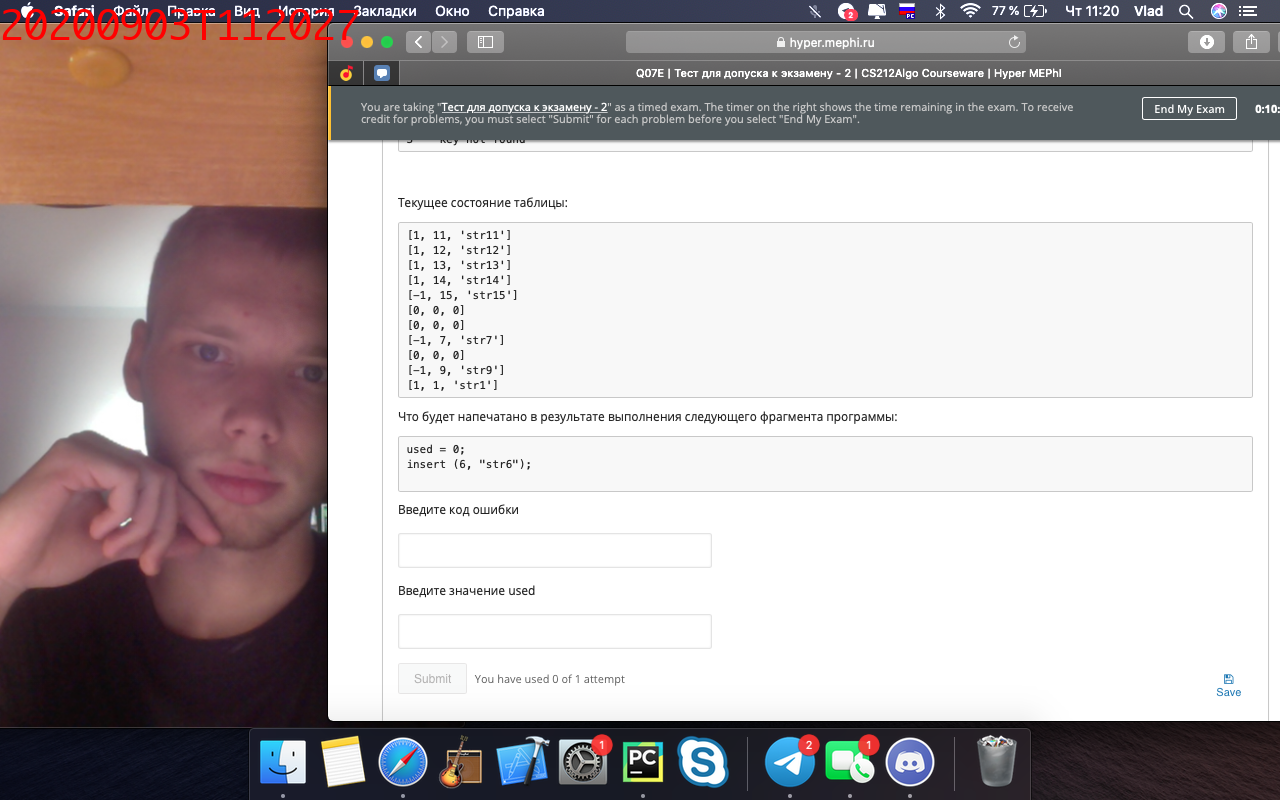 Safari Файл Правка Вид История Закладки Окно Справка 2 РС 77 % Чт 11:20 Vlad
20200903T112027
hyper.mephi.ru
Q07E | Тест для допуска к экзамену - 2 | CS212Algo Courseware | Hyper MEPhI
You are taking "Тест для допуска к экзамену - 2" as a timed exam. The timer on the right shows the time remaining in the exam. To receive
credit for problems, you must select "Submit" for each problem before you select "End My Exam".
End My Exam
0:10:
key not found
Текущее состояние таблицы:
[1, 11, 'str11']
[1, 12, 'str12']
[1, 13, 'str13']
[1, 14, 'str14']
[−1, 15, 'str15']
[0, 0, 0]
[0, 0, 0]
[−1, 7, 'str7']
[0, 0, 0]
[−1, 9, 'str9']
[1, 1, 'str1']
Что будет напечатано в результате выполнения следующего фрагмента программы:
used = 0;
insert (6, "str6");
Введите код ошибки
Введите значение used
Submit You have used 0 of 1 attempt
Save
1 PC 2 1